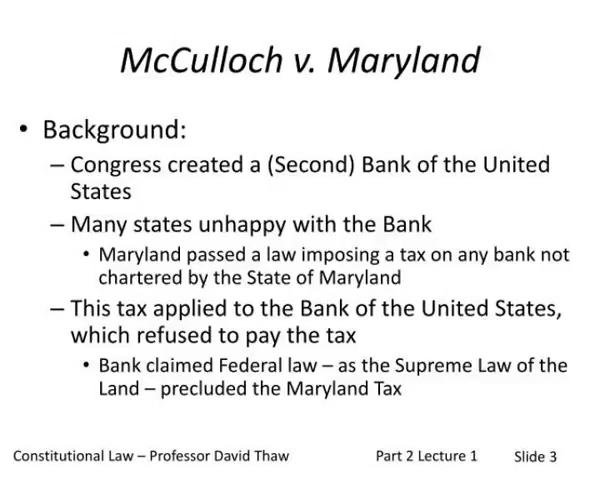 McCulloch v. Maryland
• Background:
– Congress created a (Second) Bank of the United
States
– Many states unhappy with the Bank
• Maryland passed a law imposing a tax on any bank not
chartered by the State of Maryland
– This tax applied to the Bank of the United States,
which refused to pay the tax
• Bank claimed Federal law – as the Supreme Law of the
Land – precluded the Maryland Tax
Constitutional Law – Professor David Thaw Part 2 Lecture 1 Slide 3